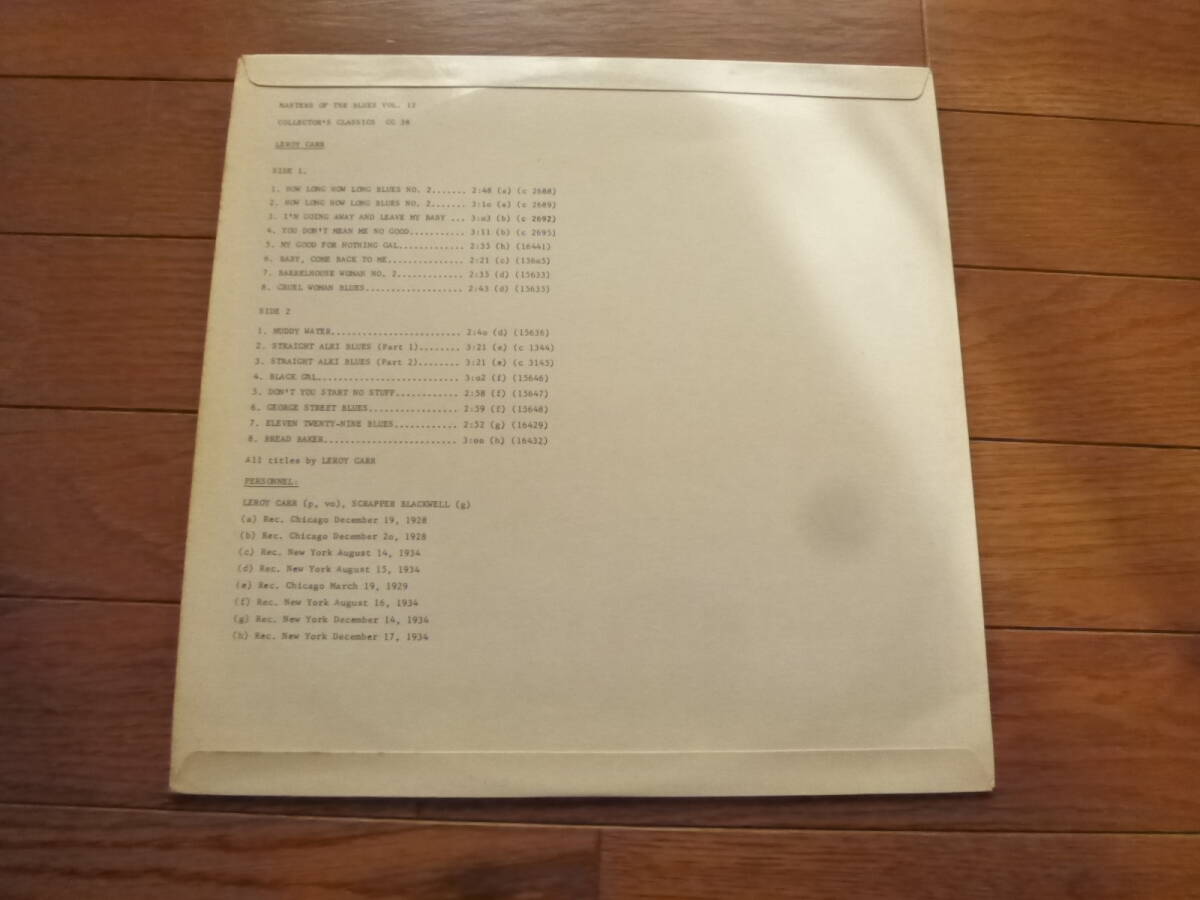 MASTERS OF THE BLUES VOL. 12
COLLECTOR'S CLASSICS CC 38
LEROY CARR
SIDE 1.
1. HOW LONG HOW LONG BLUES NO. 2....... 2:48 (a) (c 2688)
2. HOW LONG HOW LONG BLUES NO. 2....... 3:1o (a) (c 2689)
3. I'M GOING AWAY AND LEAVE MY BABY ... 3:o3 (b) (c 2692)
4. YOU DON'T MEAN ME NO GOOD........... 3:11 (b) (c 2695)
5. MY GOOD FOR NOTHING GAL............. 2:55 (h) (16441)
6. BABY, COME BACK TO ME............... 2:21 (c) (156o5)
7. BARRELHOUSE WOMAN NO. 2............. 2:35 (d) (15633)
8. CRUEL WOMAN BLUES................... 2:43 (d) (15635)
SIDE 2
1. MUDDY WATER......................... 2:4o (d) (15636)
2. STRAIGHT ALKI BLUES (Part 1)........ 3:21 (e) (c 1344)
3. STRAIGHT ALKI BLUES (Part 2)........ 3:21 (e) (c 3145)
4. BLACK GAL........................... 3:o2 (f) (15646)
5. DON'T YOU START NO STUFF............ 2:58 (f) (15647)
6. GEORGE STREET BLUES................. 2:59 (f) (15648)
7. ELEVEN TWENTY-NINE BLUES............ 2:52 (g) (16429)
8. BREAD BAKER......................... 3:oo (h) (16432)
All titles by LEROY CARR
PERSONNEL:
LEROY CARR (p, vo), SCRAPPER BLACKWELL (g)
(a) Rec. Chicago December 19, 1928
(b) Rec. Chicago December 2o, 1928
(c) Rec. New York August 14, 1934
(d) Rec. New York August 15, 1934
(e) Rec. Chicago March 19, 1929
(f) Rec. New York August 16, 1934
(g) Rec. New York December 14, 1934
(h) Rec. New York December 17, 1934